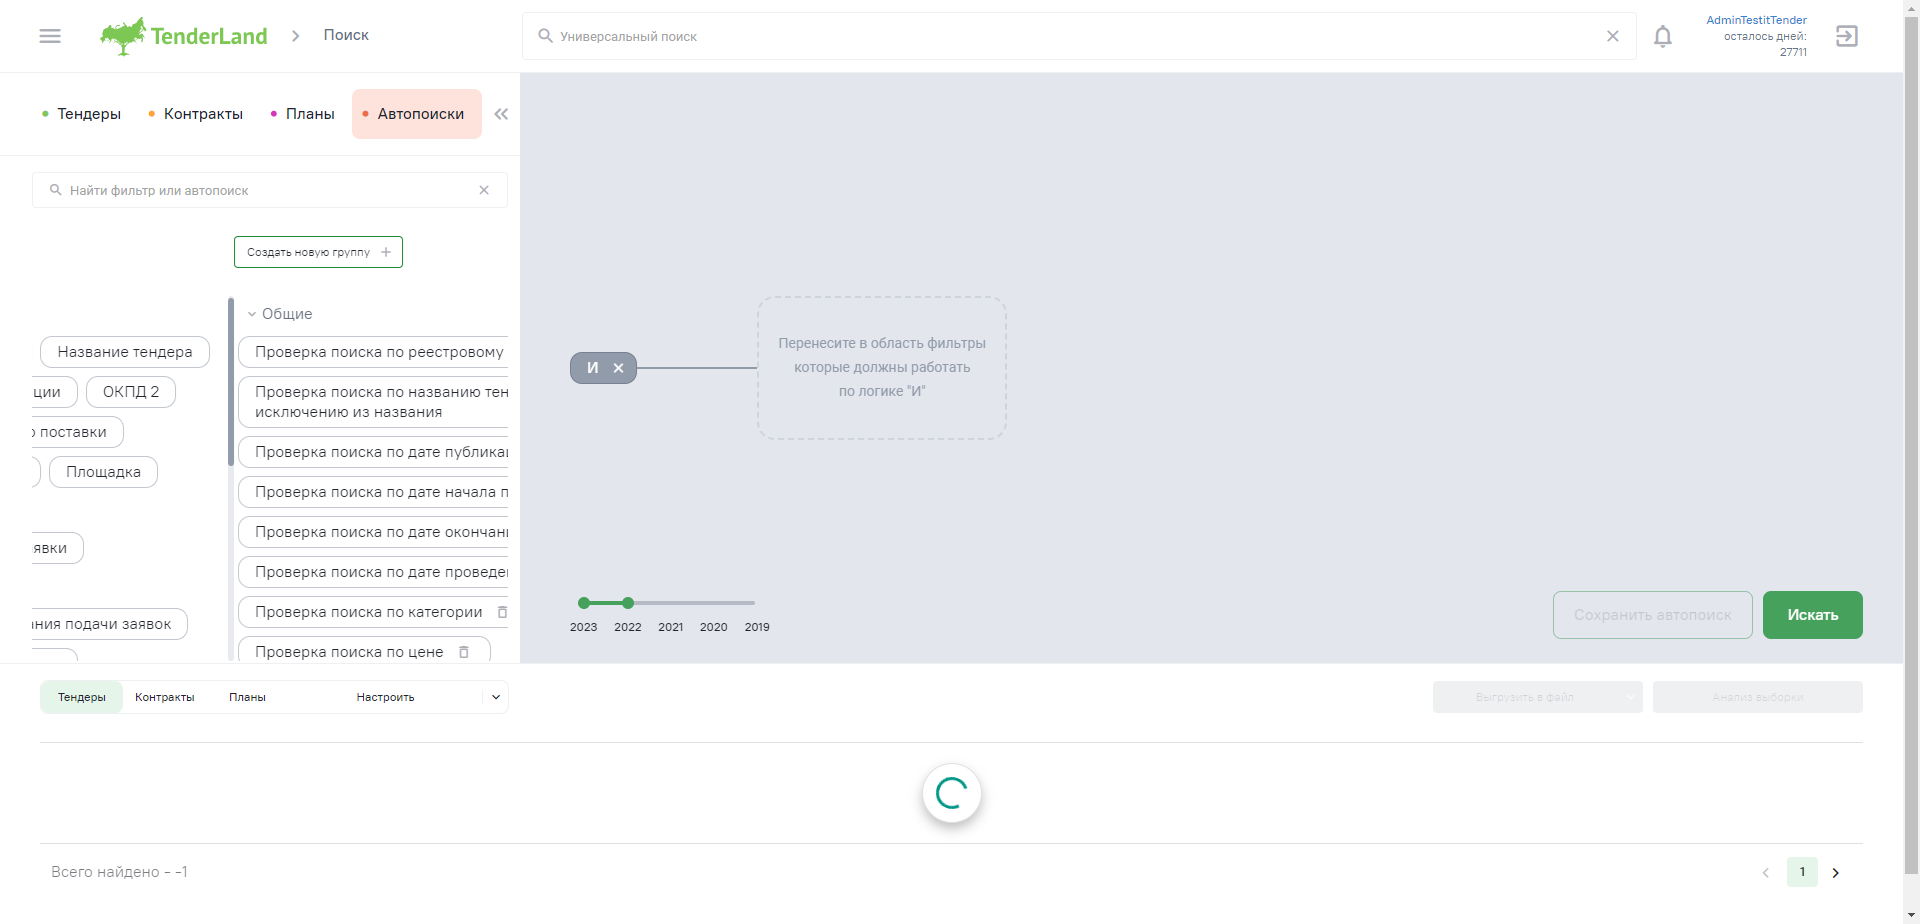 TenderLand
Поиск
Универсальный поиск
AdminTestitTender
осталось дней:
27711
Тендеры
Контракты
Планы
Автопоиски
Найти фильтр или автопоиск
Создать новую группу
Общие
Название тендера
Проверка поиска по реестровому
ции
ОКПД 2
Проверка поиска по названию тен
исключению из названия
о поставки
Проверка поиска по дате публика
Площадка
Проверка поиска по дате начала п
Проверка поиска по дате окончан
явки
Проверка поиска по дате проведе
Проверка поиска по категории
ания подачи заявок
Проверка поиска по цене
И
Перенесите в область фильтры
которые должны работать
по логике "И"
2023
2022
2021
2020
2019
Сохранить автопоиск
Искать
Тендеры
Контракты
Планы
Настроить
Выгрузить в файл
Анализ выборки
Всего найдено - -1
1